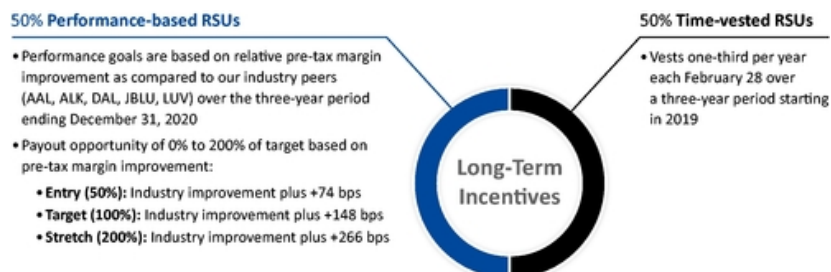 50% Performance-based RSUs
• Performance goals are based on relative pre-tax margin
improvement as compared to our industry peers
(AAL, ALK, DAL, JBLU, LUV) over the three-year period
ending December 31, 2020
• Payout opportunity of 0% to 200% of target based on
pre-tax margin improvement:
• Entry (50%): Industry improvement plus +74 bps
• Target (100%): Industry improvement plus +148 bps
• Stretch (200%): Industry improvement plus +266 bps
Long-Term
Incentives
50% Time-vested RSUs
• Vests one-third per year
each February 28 over
a three-year period starting
in 2019